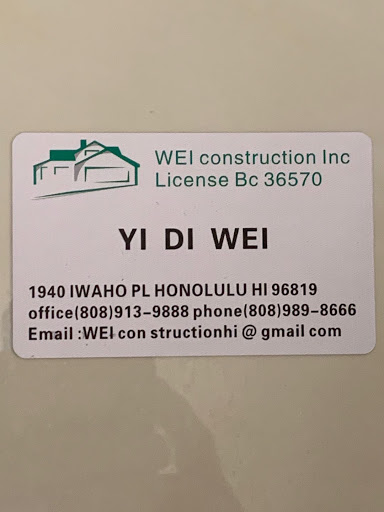 WEI construction Inc
License Bc 36570
YI DI WEI
1940 IWAHO PL HONOLULU HI 96819
office(808)913-9888 phone(808)989-8666
Email :WEI con structionhi @ gmail com